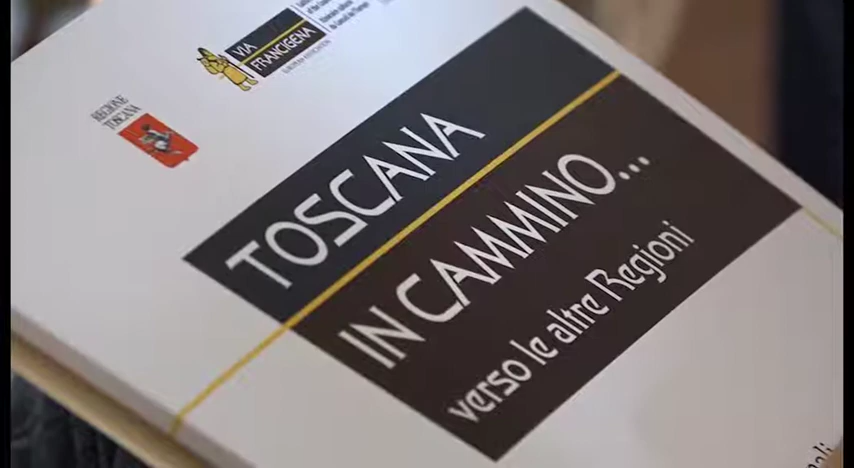 VIA
FRANCIGENA
REGIONE
TOSCANA
TOSCANA
IN CAMMINO...
verso le altre Regioni